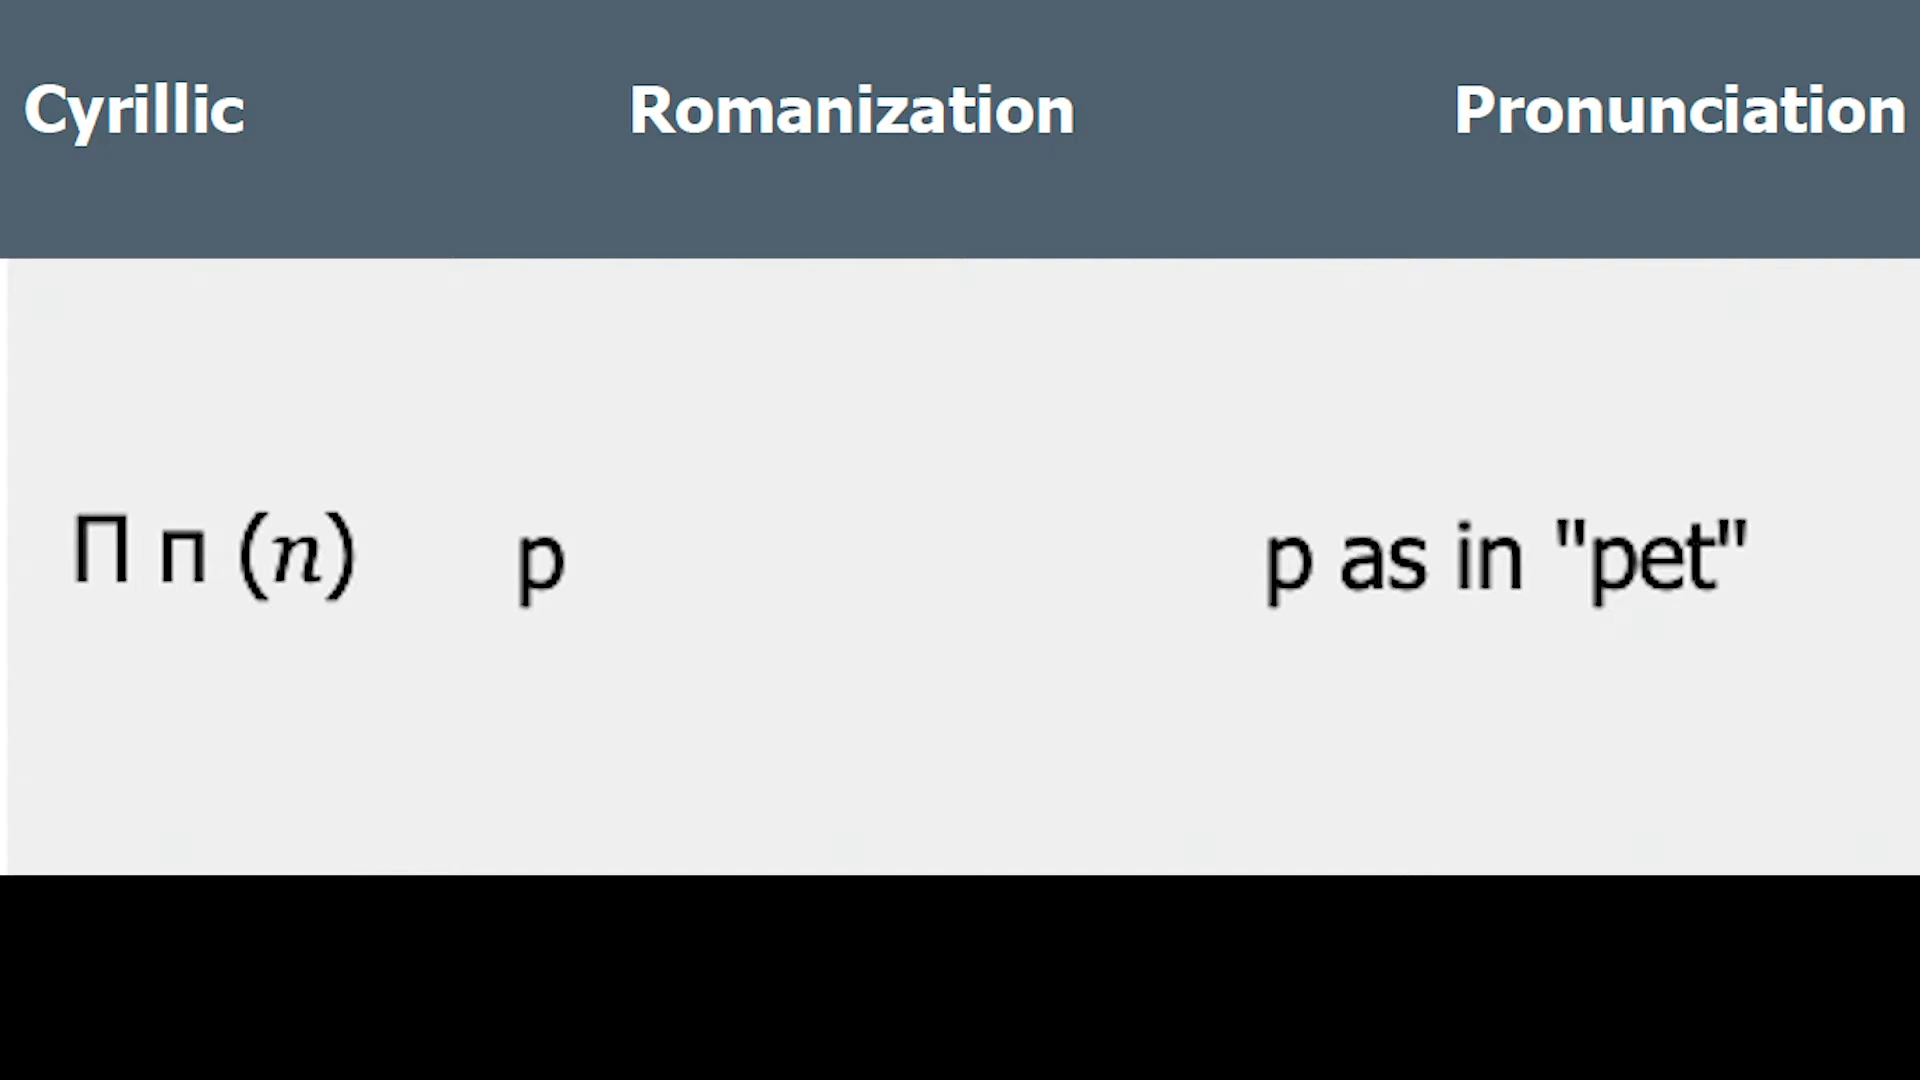 Cyrillic Romanization Pronunciation
П п (п) p p as in "pet"